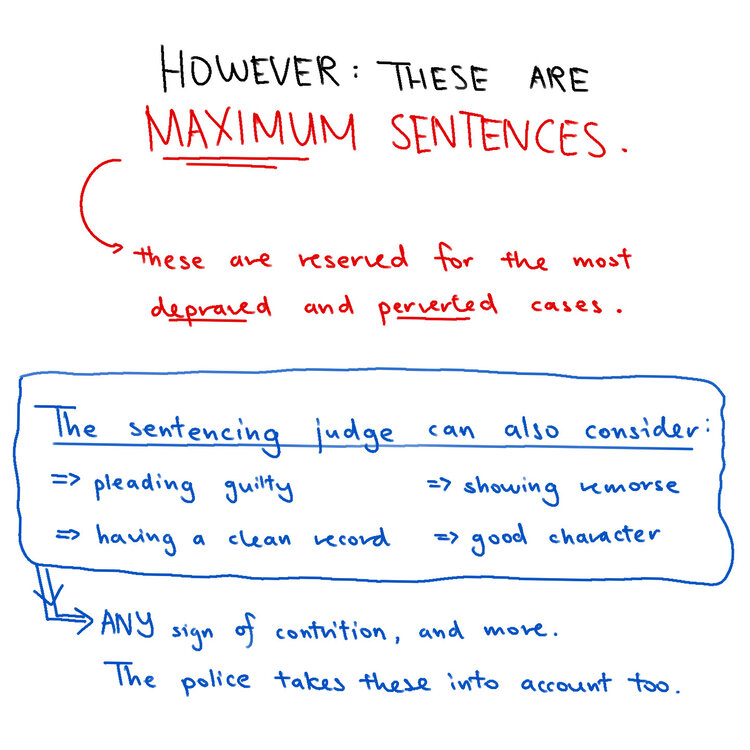 HOWEVER: THESE ARE
MAXIMUM SENTENCES.
these are reserved for the most
depraved and perverted cases.
The sentencing judge can also consider:
=> pleading guilty => showing remorse
=> having a clean record => good character
ANY sign of contrition, and more.
The police takes these into account too.